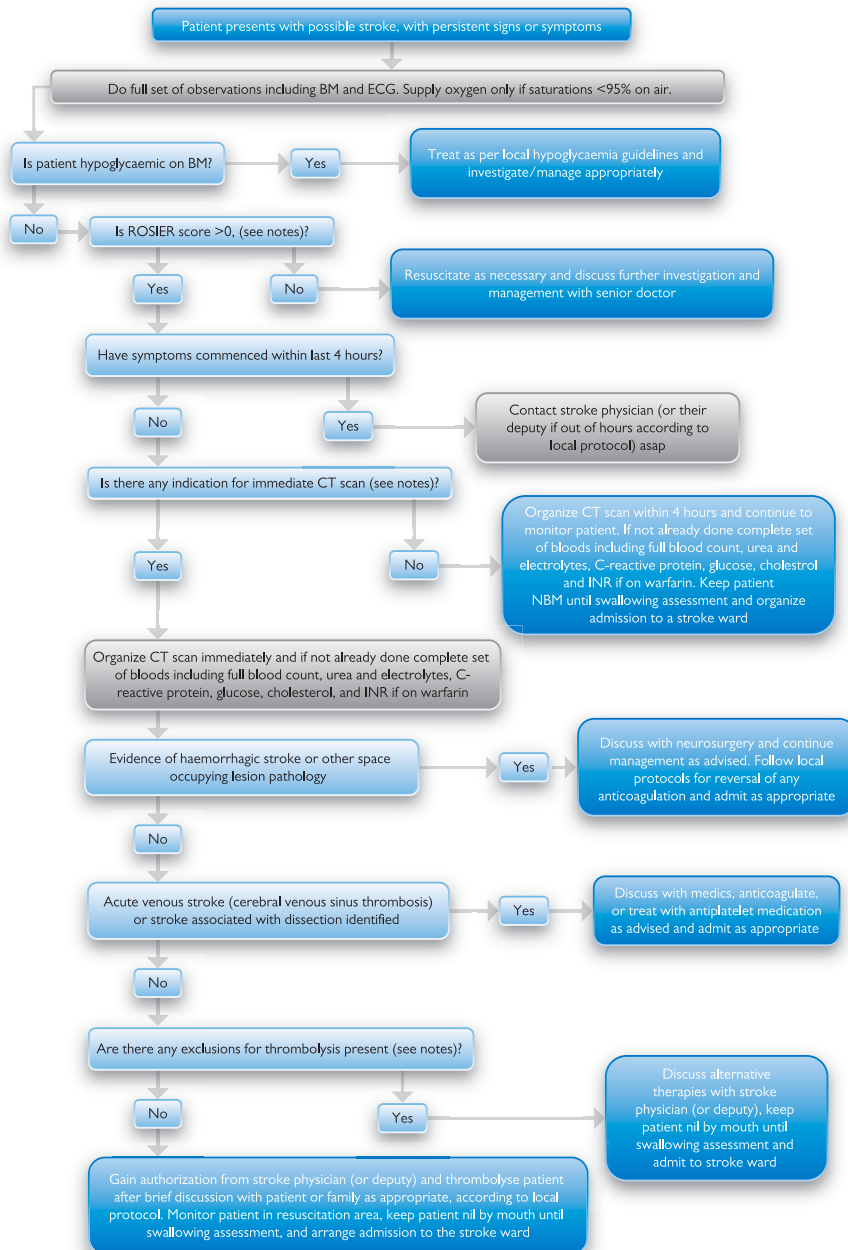 Patient presents with possible stroke, with persistent signs or symptoms
Do full set of observations including BM and ECG. Supply oxygen only if saturations <95% on air.
Is patient hypoglycaemic on BM?
Yes
Treat as per local hypoglycaemia guidelines and
investigate/manage appropriately
No
Is ROSIER score >0, (see notes)?
Yes
No
Resuscitate as necessary and discuss further investigation and
management with senior doctor
Have symptoms commenced within last 4 hours?
No
Yes
Contact stroke physician (or their
deputy if out of hours according to
local protocol) asap
Is there any indication for immediate CT scan (see notes)?
Yes
No
Organize CT scan within 4 hours and continue to
monitor patient. If not already done complete set
of bloods including full blood count, urea and
electrolytes, C-reactive protein, glucose, cholestrol
and INR if on warfarin. Keep patient
NBM until swallowing assessment and organize
admission to a stroke ward
Organize CT scan immediately and if not already done complete set
of bloods including full blood count, urea and electrolytes, C-
reactive protein, glucose, cholesterol, and INR if on warfarin
Evidence of haemorrhagic stroke or other space
occupying lesion pathology
Yes
Discuss with neurosurgery and continue
management as advised. Follow local
protocols for reversal of any
anticoagulation and admit as appropriate
No
Acute venous stroke (cerebral venous sinus thrombosis)
or stroke associated with dissection identified
Yes
Discuss with medics, anticoagulate,
or treat with antiplatelet medication
as advised and admit as appropriate
No
Are there any exclusions for thrombolysis present (see notes)?
No
Yes
Discuss alternative
therapies with stroke
physician (or deputy), keep
patient nil by mouth until
swallowing assessment and
admit to stroke ward
Gain authorization from stroke physician (or deputy) and thrombolyse patient
after brief discussion with patient or family as appropriate, according to local
protocol. Monitor patient in resuscitation area, keep patient nil by mouth until
swallowing assessment, and arrange admission to the stroke ward